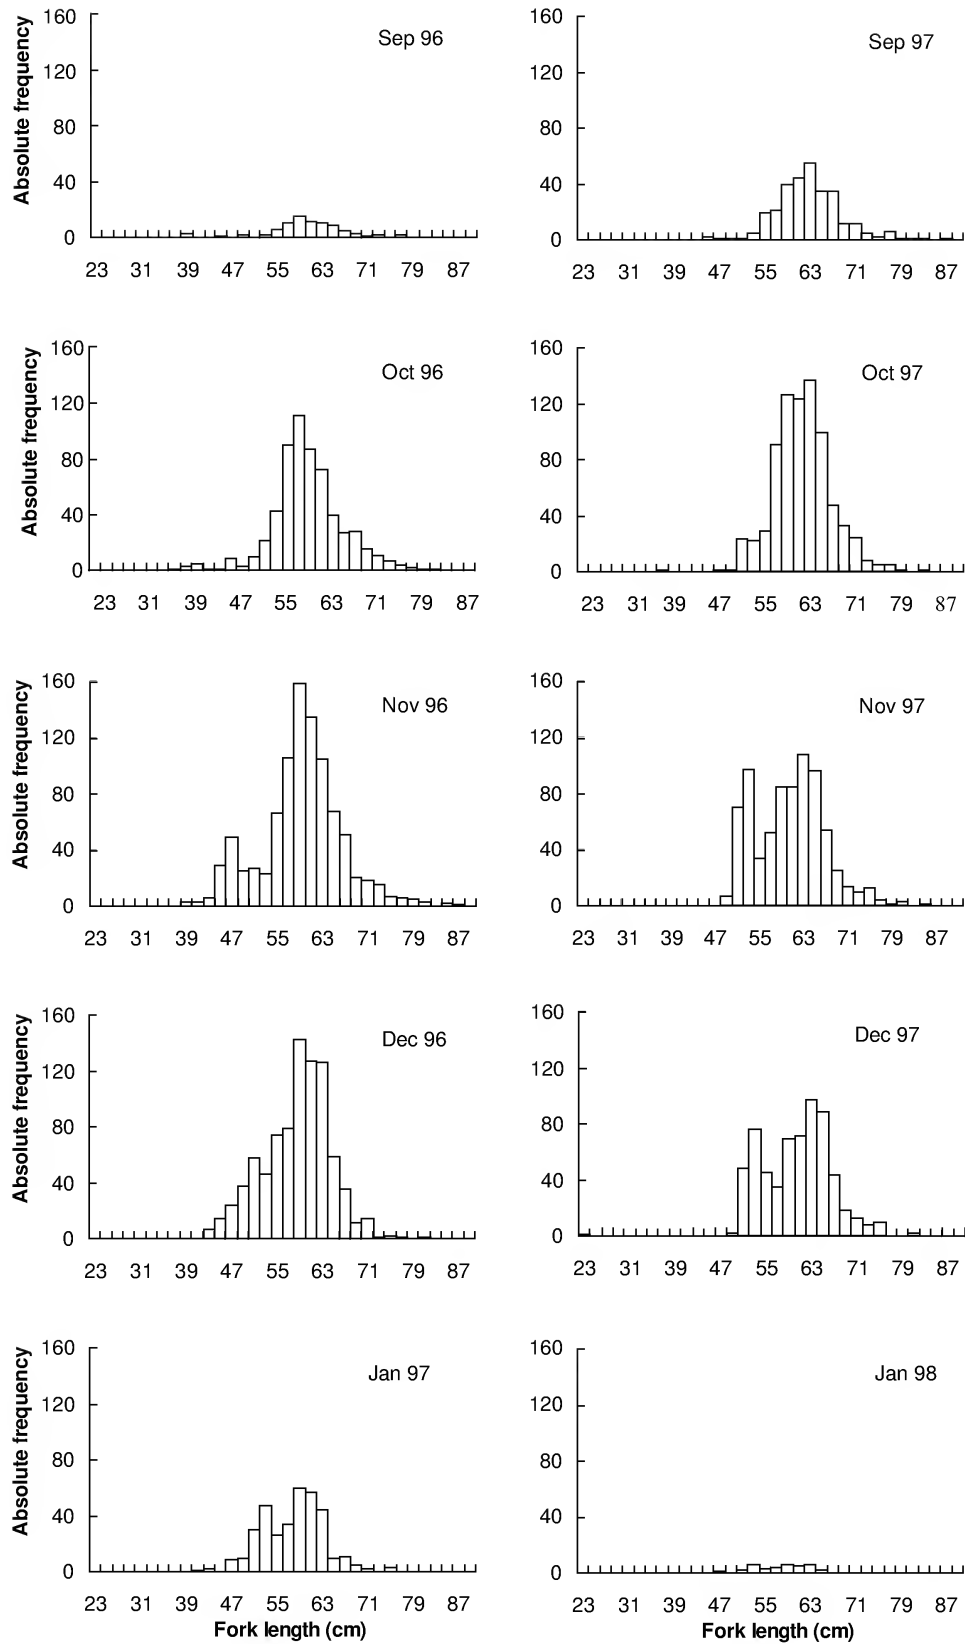 Absolute frequency
160
120
80
40
0
Sep 96
23 31 39 47 55 63 71 79 87
160
120
80
40
0
Sep 97
23 31 39 47 55 63 71 79 87
Absolute frequency
160
120
80
40
0
Oct 96
23 31 39 47 55 63 71 79 87
160
120
80
40
0
Oct 97
23 31 39 47 55 63 71 79 87
Absolute frequency
160
120
80
40
0
Nov 96
23 31 39 47 55 63 71 79 87
160
120
80
40
0
Nov 97
23 31 39 47 55 63 71 79 87
Absolute frequency
160
120
80
40
0
Dec 96
23 31 39 47 55 63 71 79 87
160
120
80
40
0
Dec 97
23 31 39 47 55 63 71 79 87
Absolute frequency
160
120
80
40
0
Jan 97
23 31 39 47 55 63 71 79 87
Fork length (cm)
160
120
80
40
0
Jan 98
23 31 39 47 55 63 71 79 87
Fork length (cm)